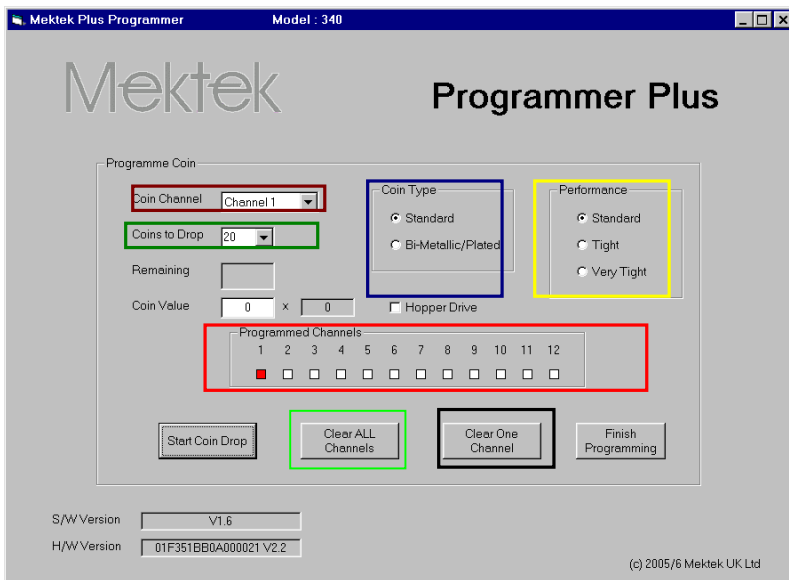 Mektek Plus Programmer Model : 340
Mektek
Programmer Plus
Programme Coin
Coin Channel Channel 1
Coins to Drop 20
Remaining
Coin Value 0 × 0
Coin Type
Standard
Bi-Metallic/Plated
Performance
Standard
Tight
Very Tight
Hopper Drive
Programmed Channels
1 2 3 4 5 6 7 8 9 10 11 12
Start Coin Drop
Clear ALL
Channels
Clear One
Channel
Finish
Programming
S/W Version V1.6
H/W Version 01F351BB0A000021 V2.2
(c) 2005/6 Mektek UK Ltd